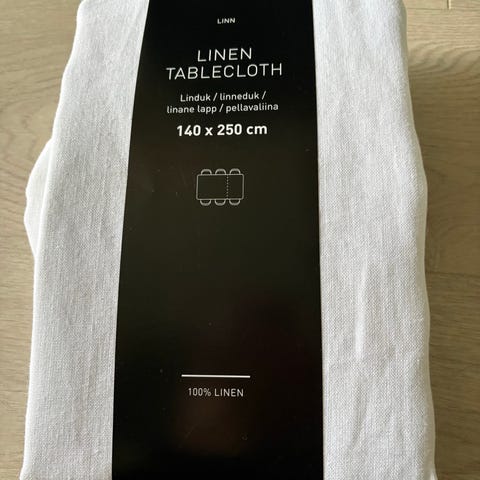 LINN
LINEN
TABLECLOTH
Linduk / linneduk /
linane lapp / pellavaliina
140 x 250 cm
100% LINEN